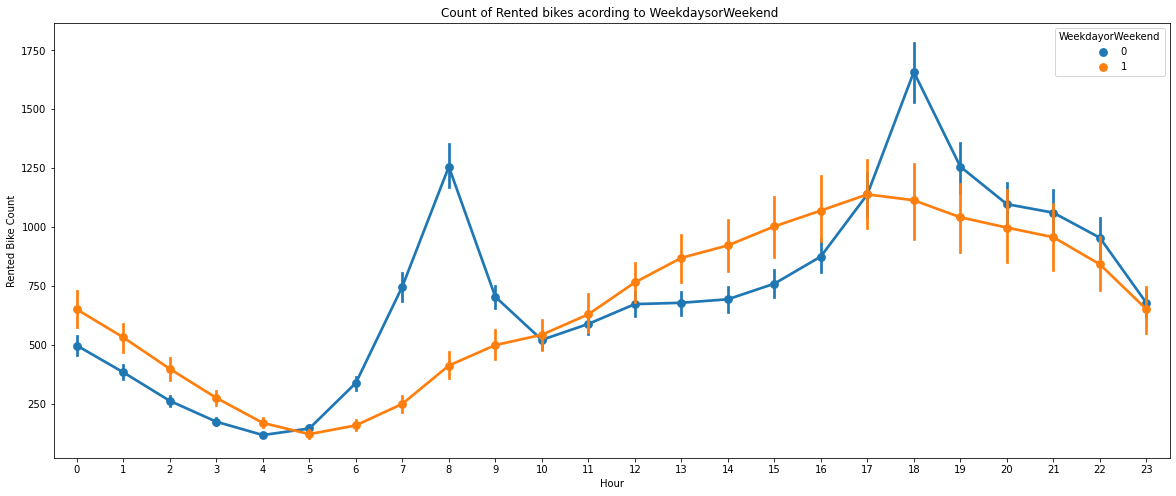 Count of Rented bikes acording to WeekdaysorWeekend
WeekdayorWeekend
0
1
Rented Bike Count
1750
1500
1250
1000
750
500
250
0 1 2 3 4 5 6 7 8 9 10 11 12 13 14 15 16 17 18 19 20 21 22 23
Hour